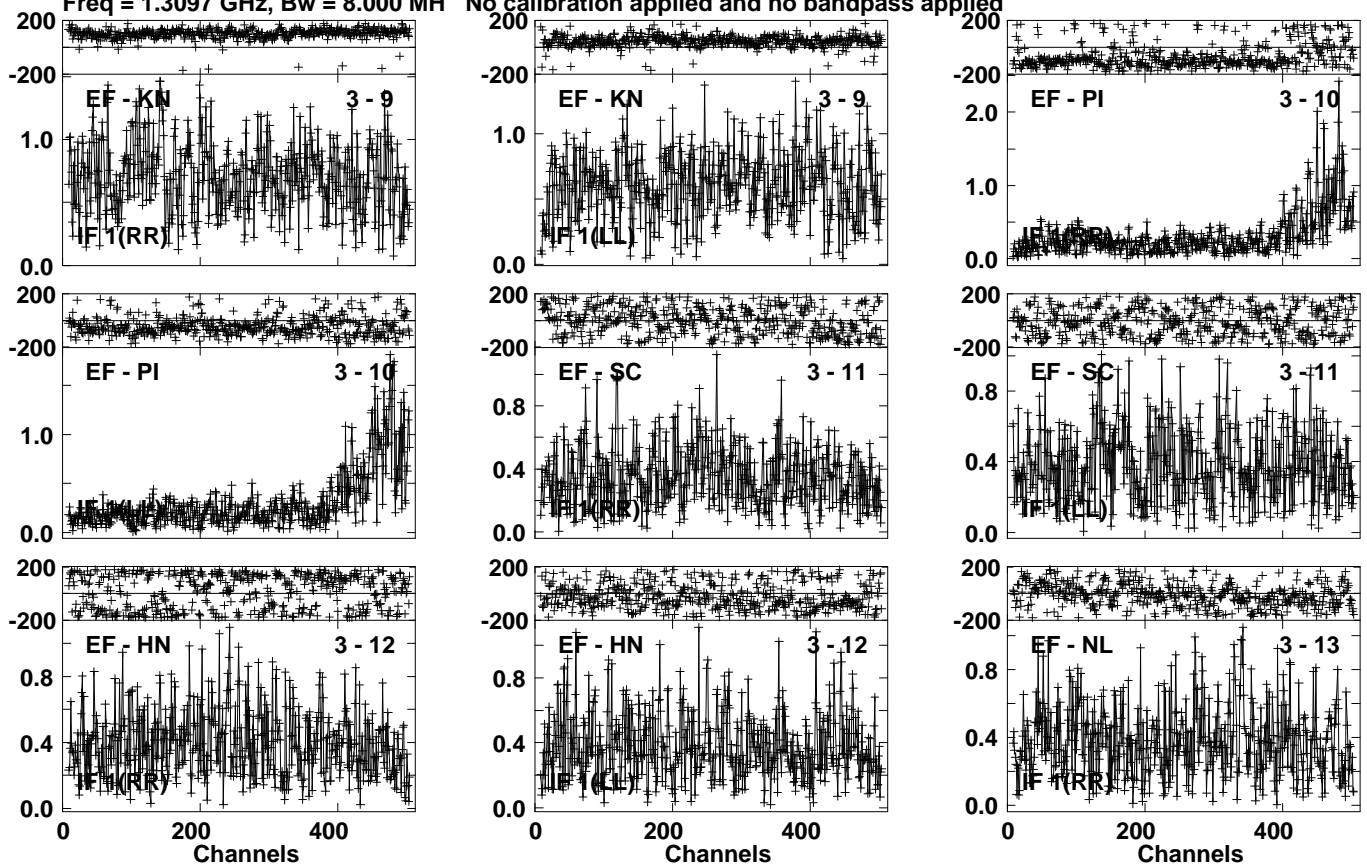 Freq = 1.3097 GHz, Bw = 8.000 MH No calibration applied and no bandpass applied
200 200 200
-200 -200 -200
EF - KN 3 - 9 EF - KN 3 - 9 EF - PI 3 - 10
1.0 1.0 2.0
1.0
IF 1(RR) IF 1(LL) IF 1(RR)
0.0 0.0 0.0
200 200 200
-200 -200 -200
EF - PI 3 - 10 EF - SC 3 - 11 EF - SC 3 - 11
1.0 0.8 0.8
0.4 0.4
IF 1(LL) IF 1(RR) IF 1(LL)
0.0 0.0 0.0
200 200 200
-200 -200 -200
EF - HN 3 - 12 EF - HN 3 - 12 EF - NL 3 - 13
0.8 0.8 0.8
0.4 0.4 0.4
IF 1(RR) IF 1(LL) IF 1(RR)
0.0 0.0 0.0
0 200 400 0 200 400 0 200 400
Channels Channels Channels